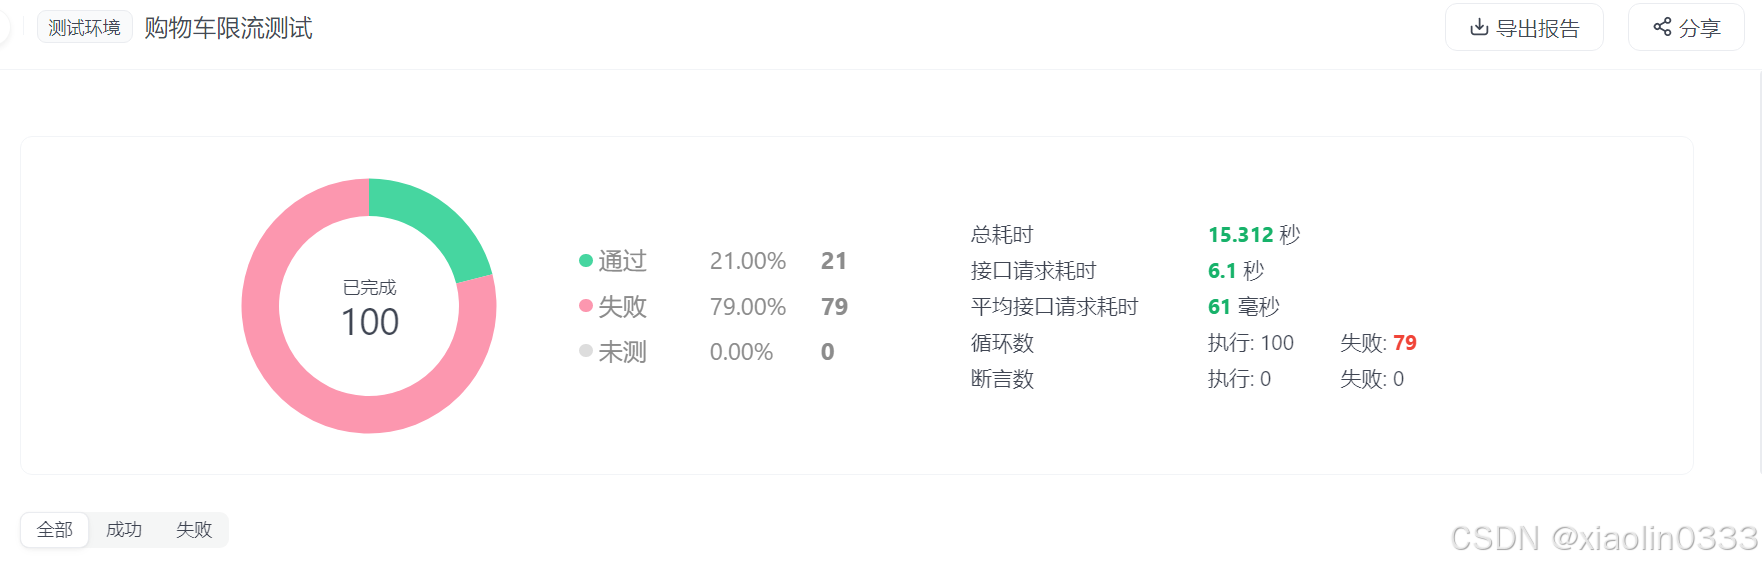 测试环境 购物车限流测试 导出报告 分享
已完成
100
通过 21.00% 21
失败 79.00% 79
未测 0.00% 0
总耗时 15.312 秒
接口请求耗时 6.1 秒
平均接口请求耗时 61 毫秒
循环数 执行: 100 失败: 79
断言数 执行: 0 失败: 0
全部 成功 失败
CSDN @xiaolin0333